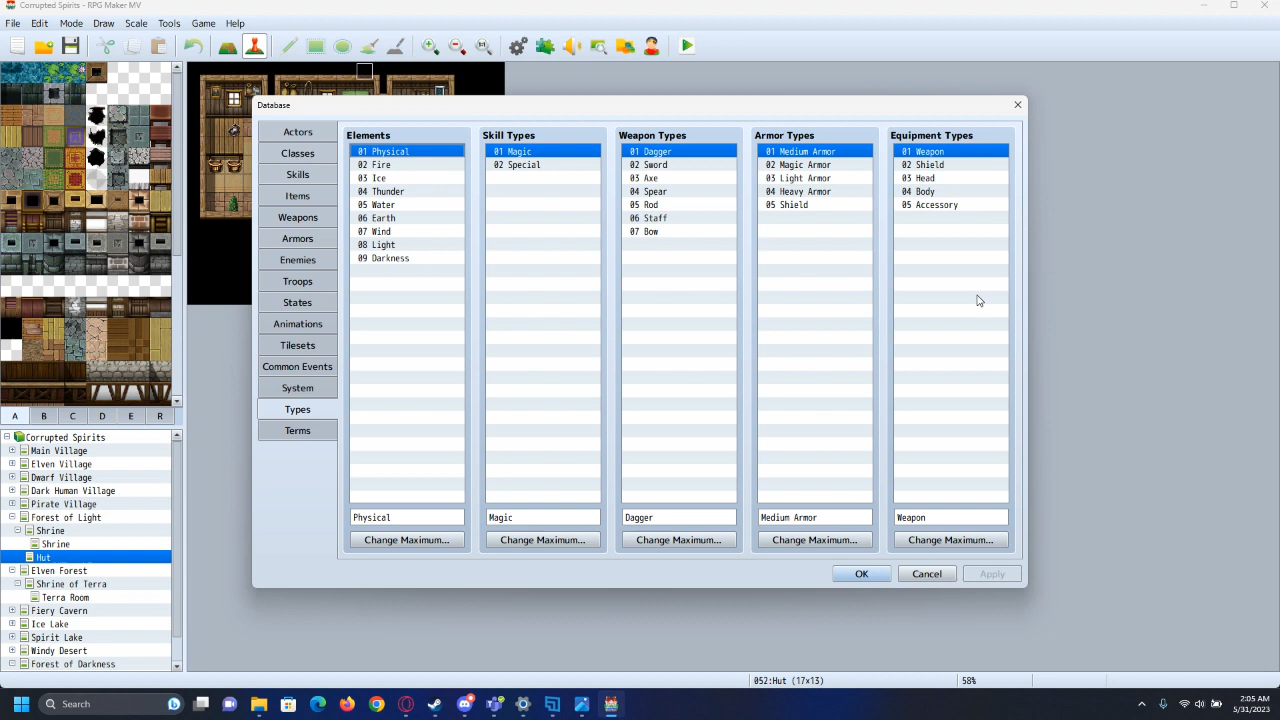 Corrupted Spirits - RPG Maker MV
File Edit Mode Draw Scale Tools Game Help
Database
Actors
Classes
Skills
Items
Weapons
Armors
Enemies
Troops
States
Animations
Tilesets
Common Events
System
Types
Terms
Elements
01 Physical
02 Fire
03 Ice
04 Thunder
05 Water
06 Earth
07 Wind
08 Light
09 Darkness
Physical
Change Maximum...
Skill Types
01 Magic
02 Special
Magic
Change Maximum...
Weapon Types
01 Dagger
02 Sword
03 Axe
04 Spear
05 Rod
06 Staff
07 Bow
Dagger
Change Maximum...
Armor Types
01 Medium Armor
02 Magic Armor
03 Light Armor
04 Heavy Armor
05 Shield
Medium Armor
Change Maximum...
Equipment Types
01 Weapon
02 Shield
03 Head
04 Body
05 Accessory
Weapon
Change Maximum...
OK Cancel Apply
A B C D E R
Corrupted Spirits
Main Village
Elven Village
Dwarf Village
Dark Human Village
Pirate Village
Forest of Light
Shrine
Shrine
Hut
Elven Forest
Shrine of Terra
Terra Room
Fiery Cavern
Ice Lake
Spirit Lake
Windy Desert
Forest of Darkness
052:Hut (17×13) 58%
Search
2:05 AM
5/31/2023